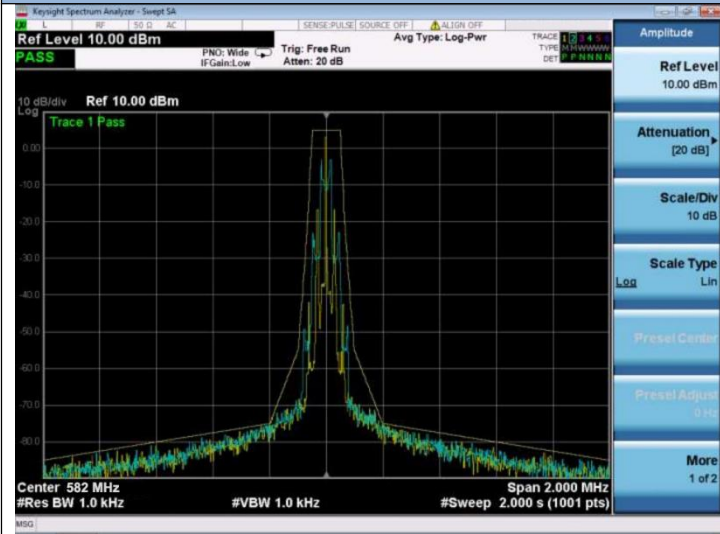 Keysight Spectrum Analyzer - Swept SA
L RF 50 Ω AC SENSE:PULSE SOURCE OFF ALIGN OFF
Ref Level 10.00 dBm
PASS
PNO: Wide
IFGain:Low
Trig: Free Run
Atten: 20 dB
Avg Type: Log-Pwr
TRACE 1 2 3 4 5 6
TYPE M M W W W W
DET P P N N N N
10 dB/div Ref 10.00 dBm
Log
Trace 1 Pass
0.00
-10.0
-20.0
-30.0
-40.0
-50.0
-60.0
-70.0
-80.0
Center 582 MHz
Span 2.000 MHz
#Res BW 1.0 kHz
#VBW 1.0 kHz
#Sweep 2.000 s (1001 pts)
MSG
Amplitude
Ref Level
10.00 dBm
Attenuation
[20 dB]
Scale/Div
10 dB
Scale Type
Log Lin
Presel Center
Presel Adjust
0 Hz
More
1 of 2